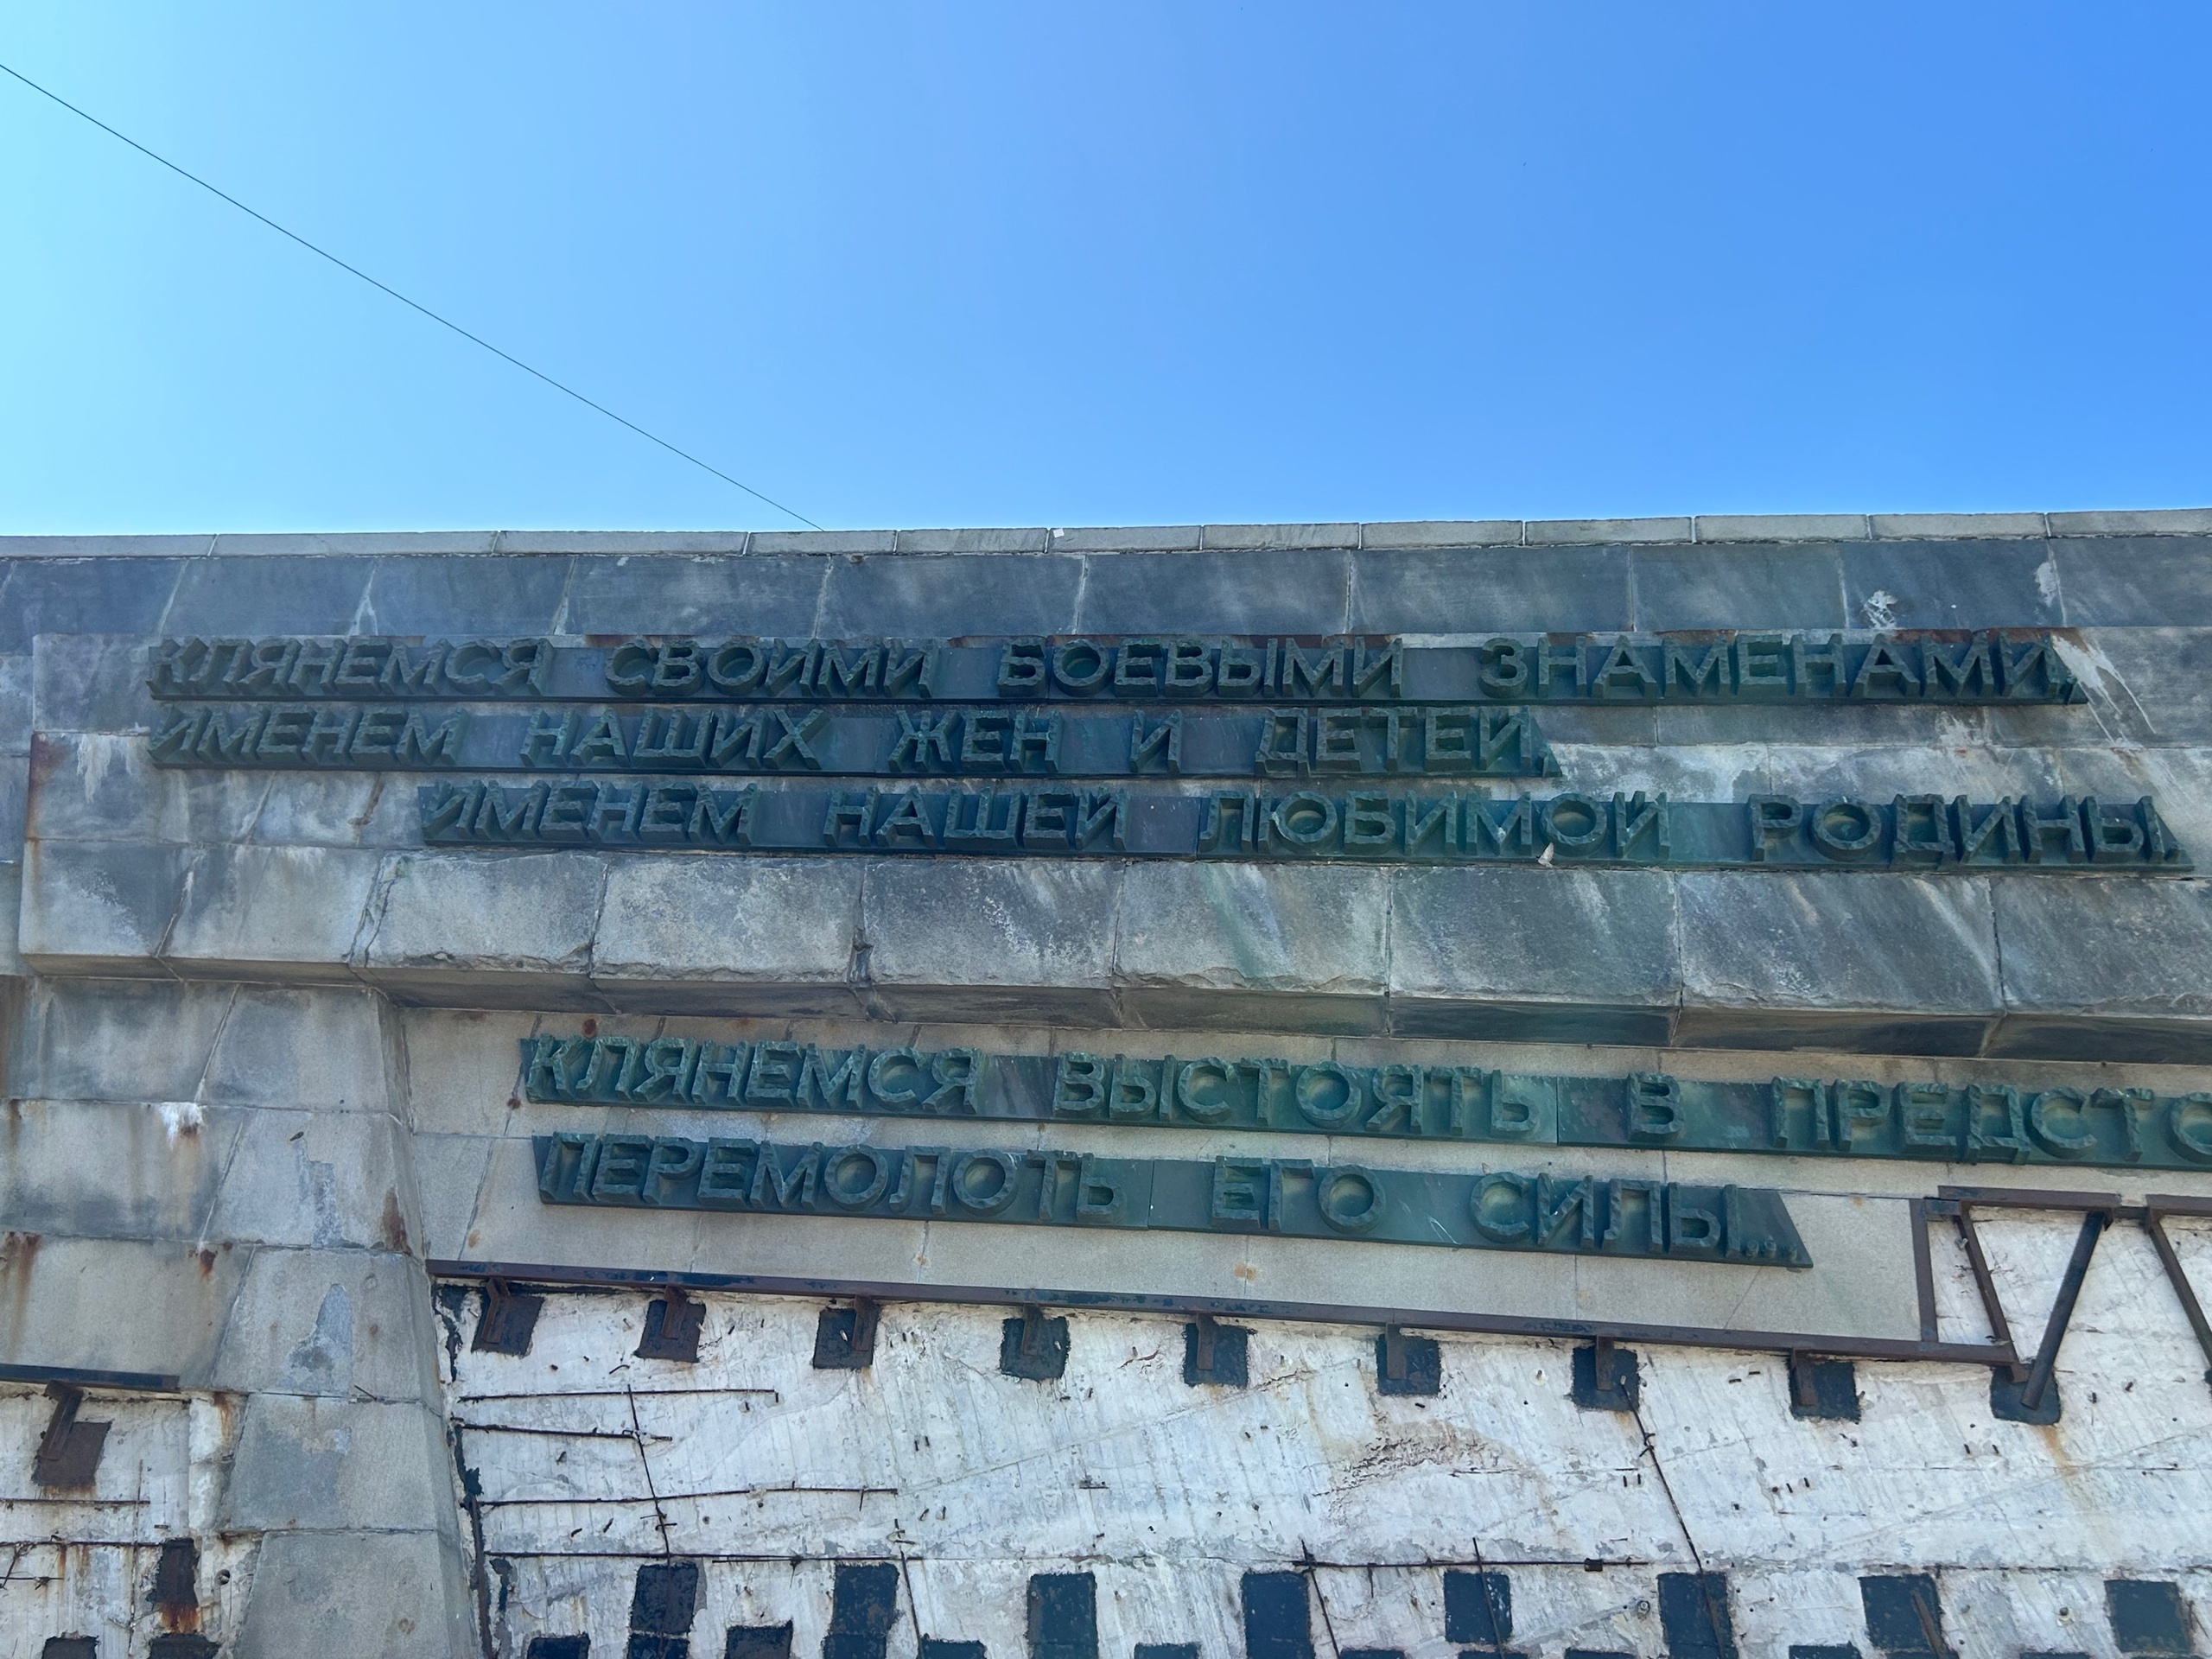 КЛЯНЕМСЯ СВОИМИ БОЕВЫМИ ЗНАМЕНАМИ,
ИМЕНЕМ НАШИХ ЖЕН И ДЕТЕЙ,
ИМЕНЕМ НАШЕЙ ЛЮБИМОЙ РОДИНЫ,
КЛЯНЕМСЯ ВЫСТОЯТЬ В
ПЕРЕМОЛОТЬ ЕГО СИЛЫ...